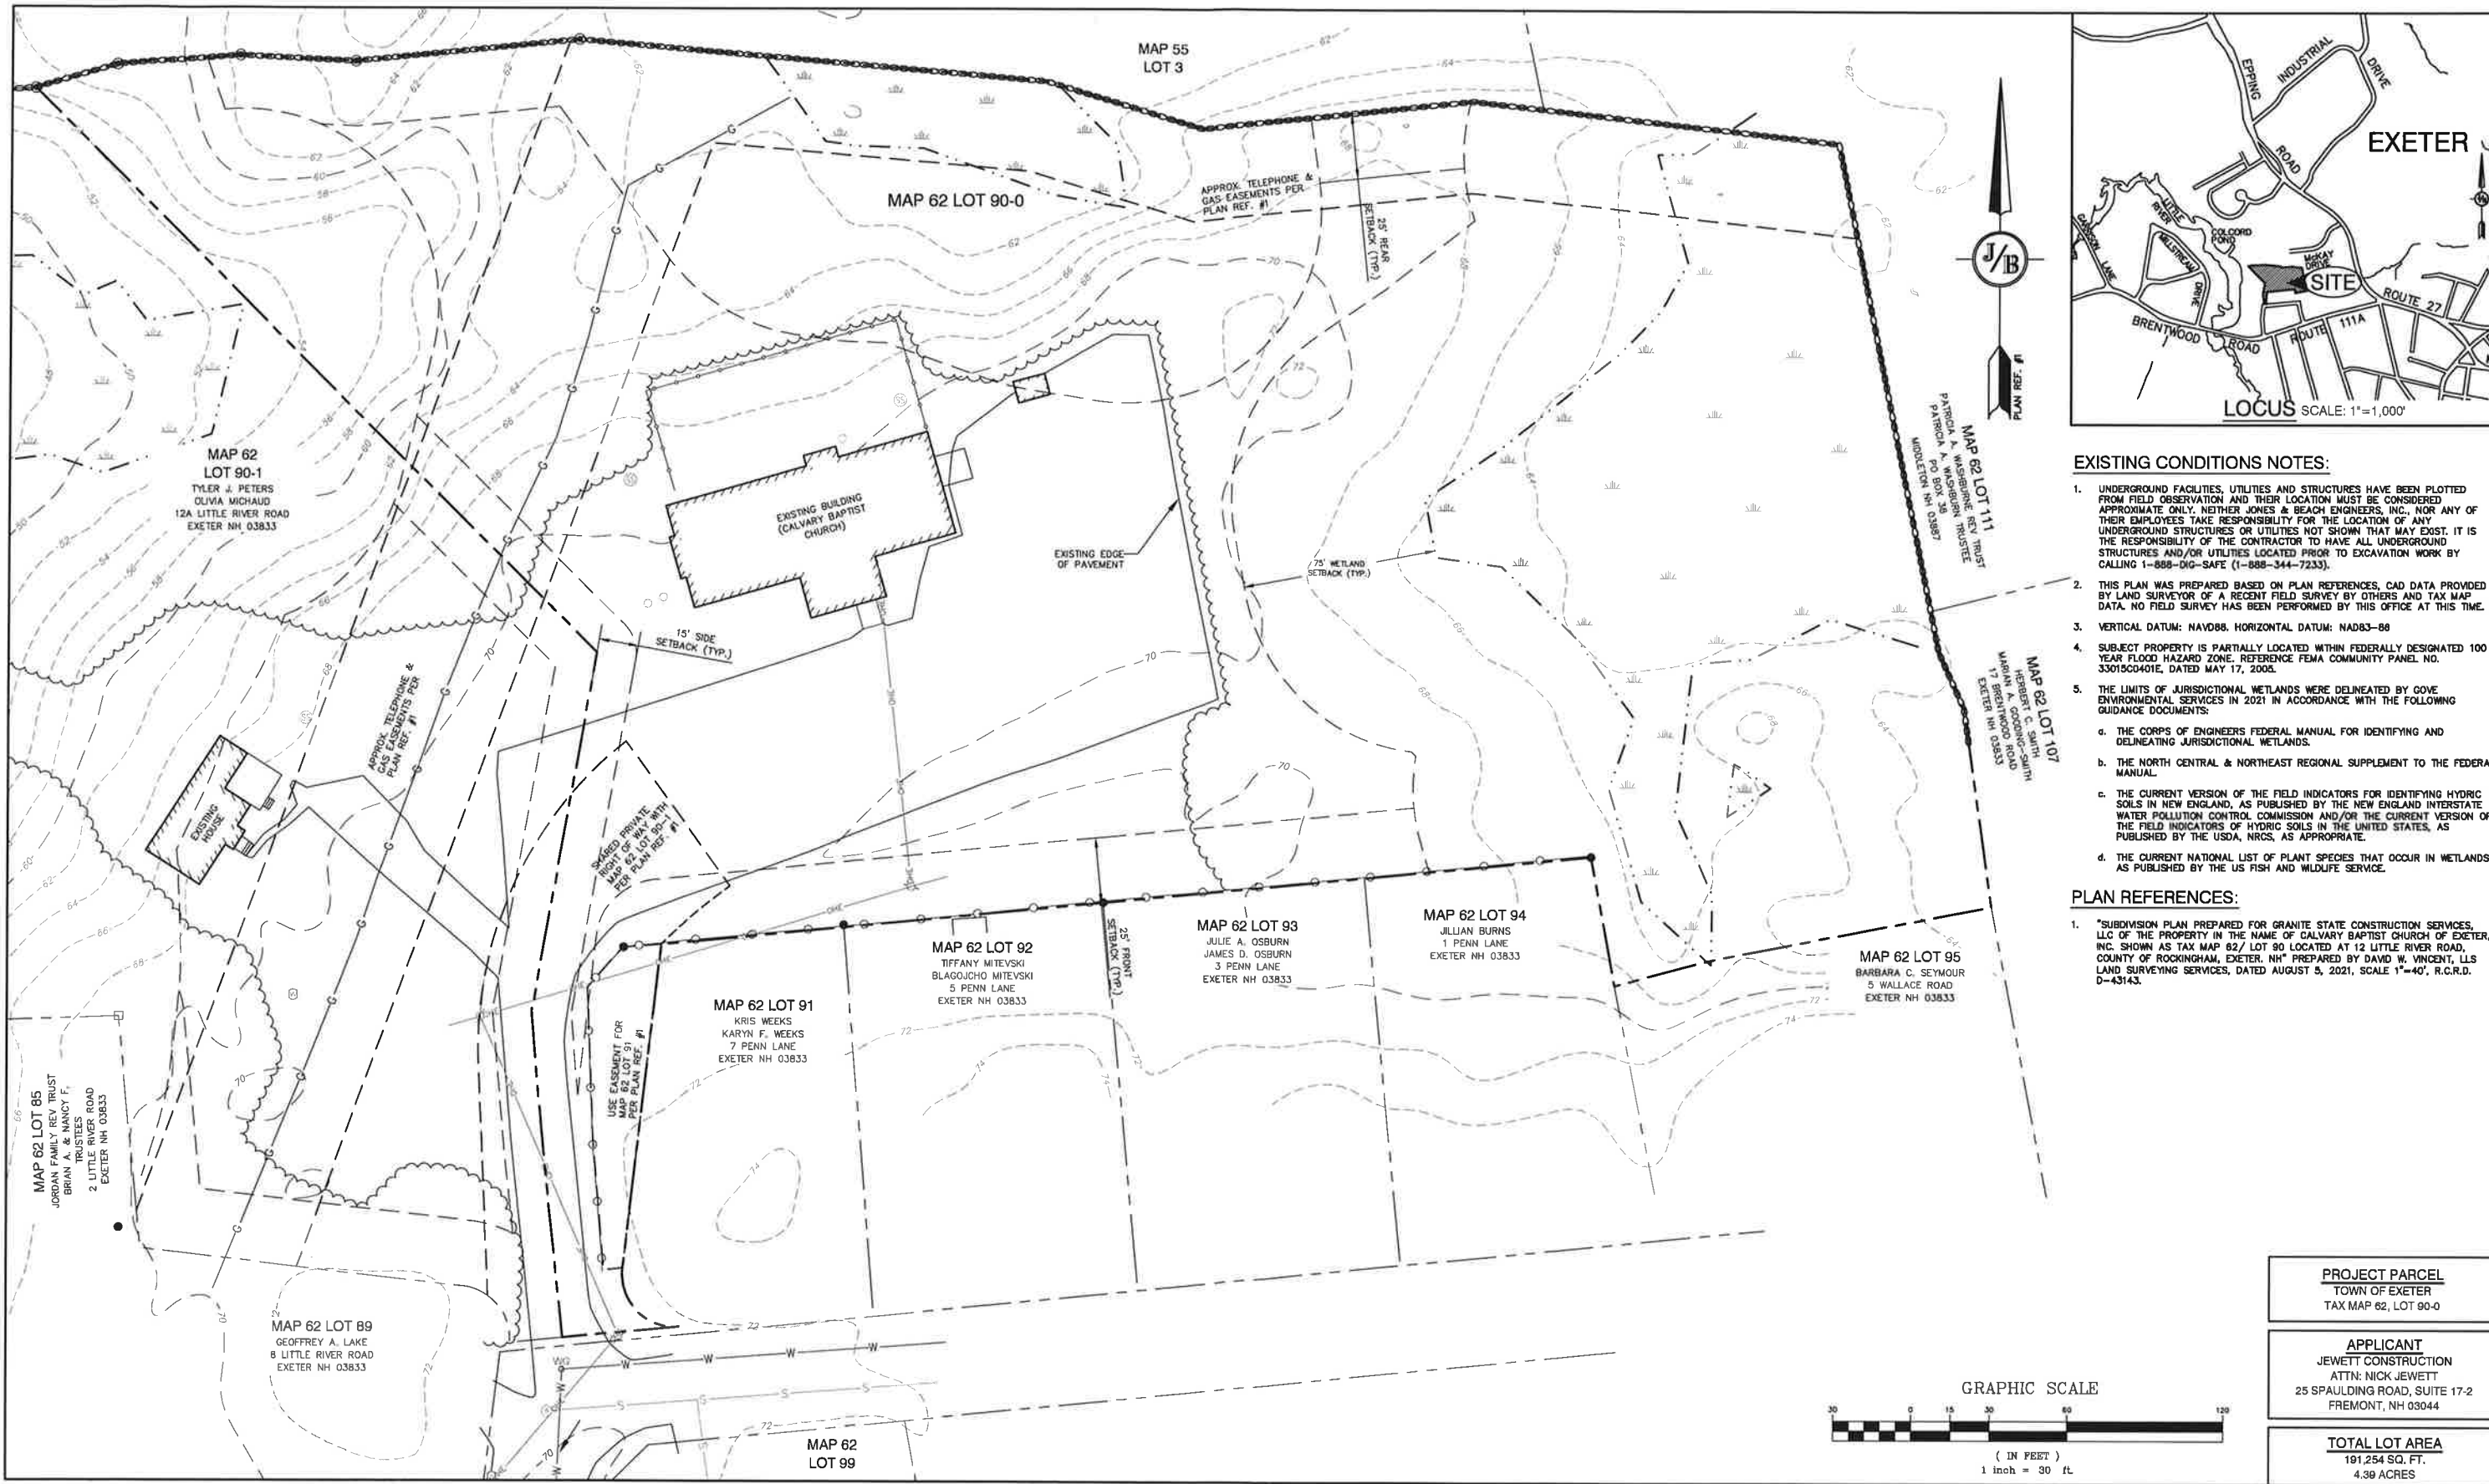 MAP 55
LOT 3
MAP 62 LOT 90-0
APPROX. TELEPHONE &
GAS EASEMENTS PER
PLAN REF. #1
25' REAR
SETBACK (TYP.)
MAP 62
LOT 90-1
TYLER J. PETERS
OLIVIA MICHAUD
12A LITTLE RIVER ROAD
EXETER NH 03833
EXISTING BUILDING
(CALVARY BAPTIST
CHURCH)
EXISTING EDGE
OF PAVEMENT
75' WETLAND
SETBACK (TYP.)
15' SIDE
SETBACK (TYP.)
APPROX. TELEPHONE &
GAS EASEMENTS PER
PLAN REF. #1
EXISTING
HOUSE
SHARED PRIVATE
RIGHT OF WAY WITH
MAP 62 LOT 90-1
PER PLAN REF. #1
USE EASEMENT FOR
MAP 62 LOT 91
PER PLAN REF. #1
25' FRONT
SETBACK (TYP.)
MAP 62 LOT 91
KRIS WEEKS
KARYN F. WEEKS
7 PENN LANE
EXETER NH 03833
MAP 62 LOT 92
TIFFANY MITEVSKI
BLAGOJCHO MITEVSKI
5 PENN LANE
EXETER NH 03833
MAP 62 LOT 93
JULIE A. OSBURN
JAMES D. OSBURN
3 PENN LANE
EXETER NH 03833
MAP 62 LOT 94
JILLIAN BURNS
1 PENN LANE
EXETER NH 03833
MAP 62 LOT 95
BARBARA C. SEYMOUR
5 WALLACE ROAD
EXETER NH 03833
MAP 62 LOT 85
JORDAN FAMILY REV TRUST
BRIAN A. & NANCY F.
TRUSTEES
2 LITTLE RIVER ROAD
EXETER NH 03833
MAP 62 LOT 89
GEOFFREY A. LAKE
8 LITTLE RIVER ROAD
EXETER NH 03833
MAP 62
LOT 99
MAP 62 LOT 111
PATRICIA A. WASHBURNE REV TRUST
PATRICIA A. WASHBURN TRUSTEE
PO BOX 38
MIDDLETON NH 03887
MAP 62 LOT 107
HERBERT C. SMITH
MARIAN A. GOODING-SMITH
17 BRENTWOOD ROAD
EXETER NH 03833
J/B
PLAN REF. #1
EPPING
ROAD
INDUSTRIAL
DRIVE
EXETER
LITTLE
RIVER
COLCORD
POND
MILLSTREAM
DRIVE
GARRISON
LANE
McKAY
DRIVE
SITE
ROUTE 27
ROUTE 111A
BRENTWOOD
ROAD
LOCUS SCALE: 1"=1,000'
EXISTING CONDITIONS NOTES:
1. UNDERGROUND FACILITIES, UTILITIES AND STRUCTURES HAVE BEEN PLOTTED
FROM FIELD OBSERVATION AND THEIR LOCATION MUST BE CONSIDERED
APPROXIMATE ONLY. NEITHER JONES & BEACH ENGINEERS, INC., NOR ANY OF
THEIR EMPLOYEES TAKE RESPONSIBILITY FOR THE LOCATION OF ANY
UNDERGROUND STRUCTURES OR UTILITIES NOT SHOWN THAT MAY EXIST. IT IS
THE RESPONSIBILITY OF THE CONTRACTOR TO HAVE ALL UNDERGROUND
STRUCTURES AND/OR UTILITIES LOCATED PRIOR TO EXCAVATION WORK BY
CALLING 1-888-DIG-SAFE (1-888-344-7233).
2. THIS PLAN WAS PREPARED BASED ON PLAN REFERENCES, CAD DATA PROVIDED
BY LAND SURVEYOR OF A RECENT FIELD SURVEY BY OTHERS AND TAX MAP
DATA. NO FIELD SURVEY HAS BEEN PERFORMED BY THIS OFFICE AT THIS TIME.
3. VERTICAL DATUM: NAVD88. HORIZONTAL DATUM: NAD83-86
4. SUBJECT PROPERTY IS PARTIALLY LOCATED WITHIN FEDERALLY DESIGNATED 100
YEAR FLOOD HAZARD ZONE. REFERENCE FEMA COMMUNITY PANEL NO.
33015C0401E, DATED MAY 17, 2005.
5. THE LIMITS OF JURISDICTIONAL WETLANDS WERE DELINEATED BY GOVE
ENVIRONMENTAL SERVICES IN 2021 IN ACCORDANCE WITH THE FOLLOWING
GUIDANCE DOCUMENTS:
a. THE CORPS OF ENGINEERS FEDERAL MANUAL FOR IDENTIFYING AND
DELINEATING JURISDICTIONAL WETLANDS.
b. THE NORTH CENTRAL & NORTHEAST REGIONAL SUPPLEMENT TO THE FEDERA
MANUAL.
c. THE CURRENT VERSION OF THE FIELD INDICATORS FOR IDENTIFYING HYDRIC
SOILS IN NEW ENGLAND, AS PUBLISHED BY THE NEW ENGLAND INTERSTATE
WATER POLLUTION CONTROL COMMISSION AND/OR THE CURRENT VERSION OF
THE FIELD INDICATORS OF HYDRIC SOILS IN THE UNITED STATES, AS
PUBLISHED BY THE USDA, NRCS, AS APPROPRIATE.
d. THE CURRENT NATIONAL LIST OF PLANT SPECIES THAT OCCUR IN WETLANDS
AS PUBLISHED BY THE US FISH AND WILDLIFE SERVICE.
PLAN REFERENCES:
1. "SUBDIVISION PLAN PREPARED FOR GRANITE STATE CONSTRUCTION SERVICES,
LLC OF THE PROPERTY IN THE NAME OF CALVARY BAPTIST CHURCH OF EXETER,
INC. SHOWN AS TAX MAP 62/ LOT 90 LOCATED AT 12 LITTLE RIVER ROAD,
COUNTY OF ROCKINGHAM, EXETER. NH" PREPARED BY DAVID W. VINCENT, LLS
LAND SURVEYING SERVICES, DATED AUGUST 5, 2021, SCALE 1"=40', R.C.R.D.
D-43143.
PROJECT PARCEL
TOWN OF EXETER
TAX MAP 62, LOT 90-0
APPLICANT
JEWETT CONSTRUCTION
ATTN: NICK JEWETT
25 SPAULDING ROAD, SUITE 17-2
FREMONT, NH 03044
TOTAL LOT AREA
191,254 SQ. FT.
4.39 ACRES
GRAPHIC SCALE
30 0 15 30 60 120
( IN FEET )
1 inch = 30 ft.